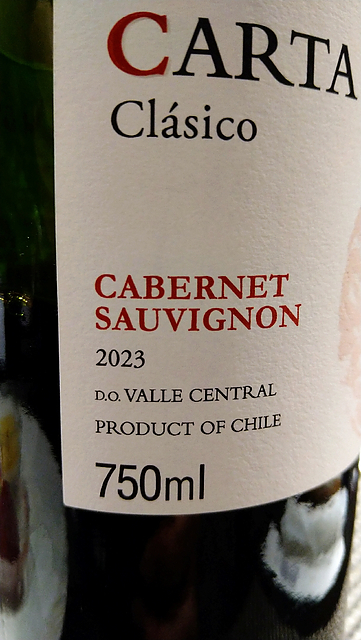 CARTA
Clásico
CABERNET
SAUVIGNON
2023
D.O. VALLE CENTRAL
PRODUCT OF CHILE
750ml